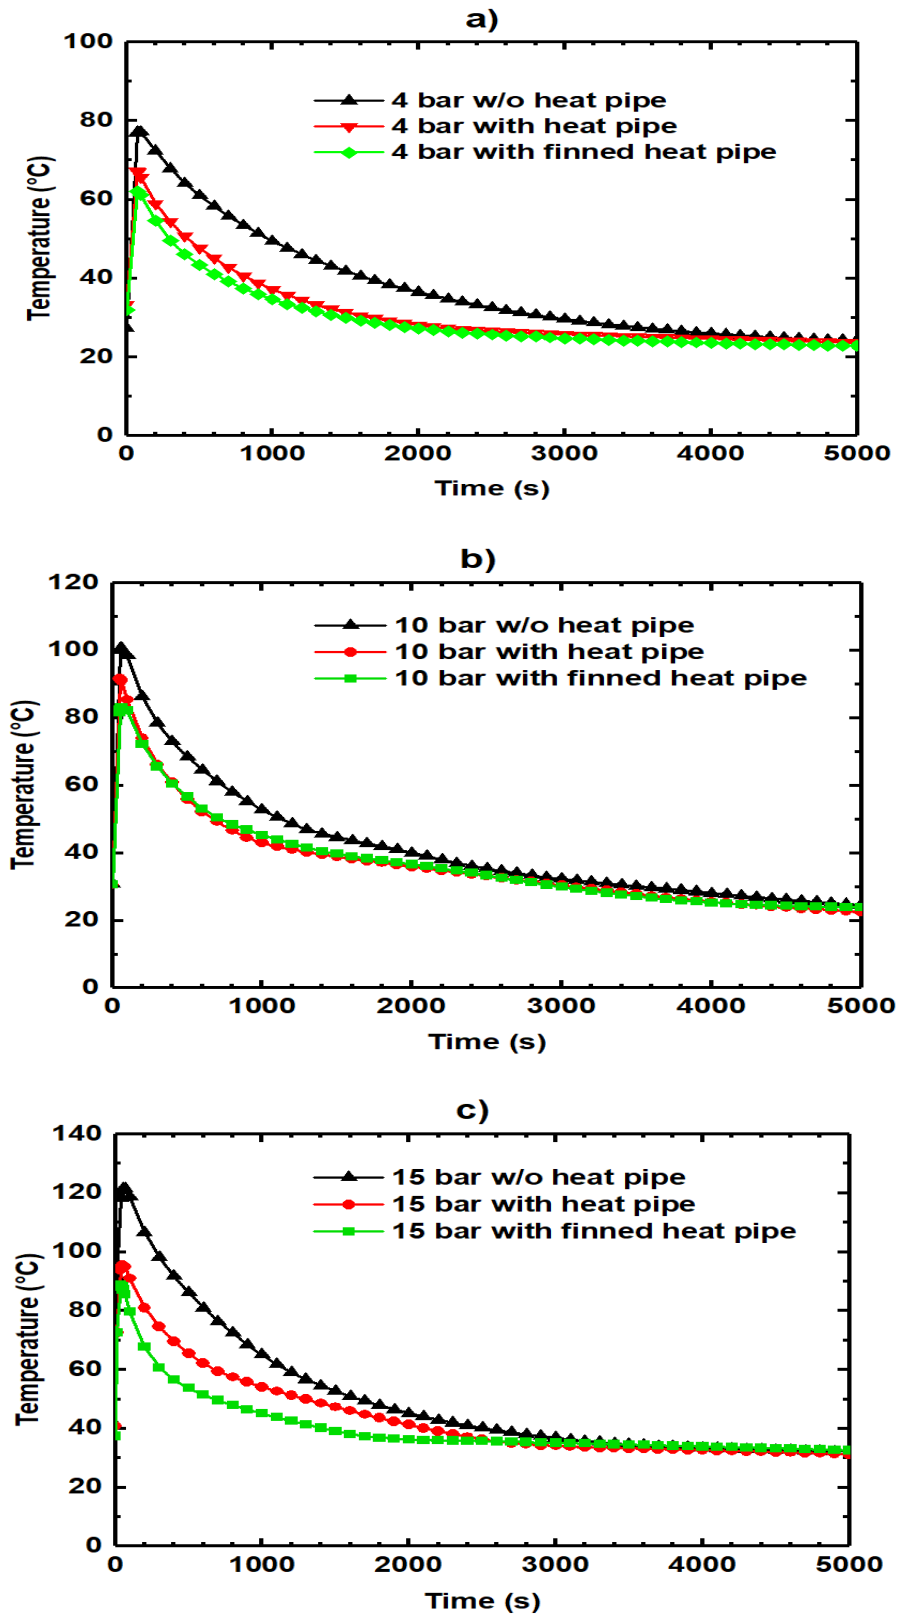 a)
100
80
60
40
20
0
Temperature (°C)
4 bar w/o heat pipe
4 bar with heat pipe
4 bar with finned heat pipe
0 1000 2000 3000 4000 5000
Time (s)
b)
120
100
80
60
40
20
0
Temperature (°C)
10 bar w/o heat pipe
10 bar with heat pipe
10 bar with finned heat pipe
0 1000 2000 3000 4000 5000
Time (s)
c)
140
120
100
80
60
40
20
0
Temperature (°C)
15 bar w/o heat pipe
15 bar with heat pipe
15 bar with finned heat pipe
0 1000 2000 3000 4000 5000
Time (s)